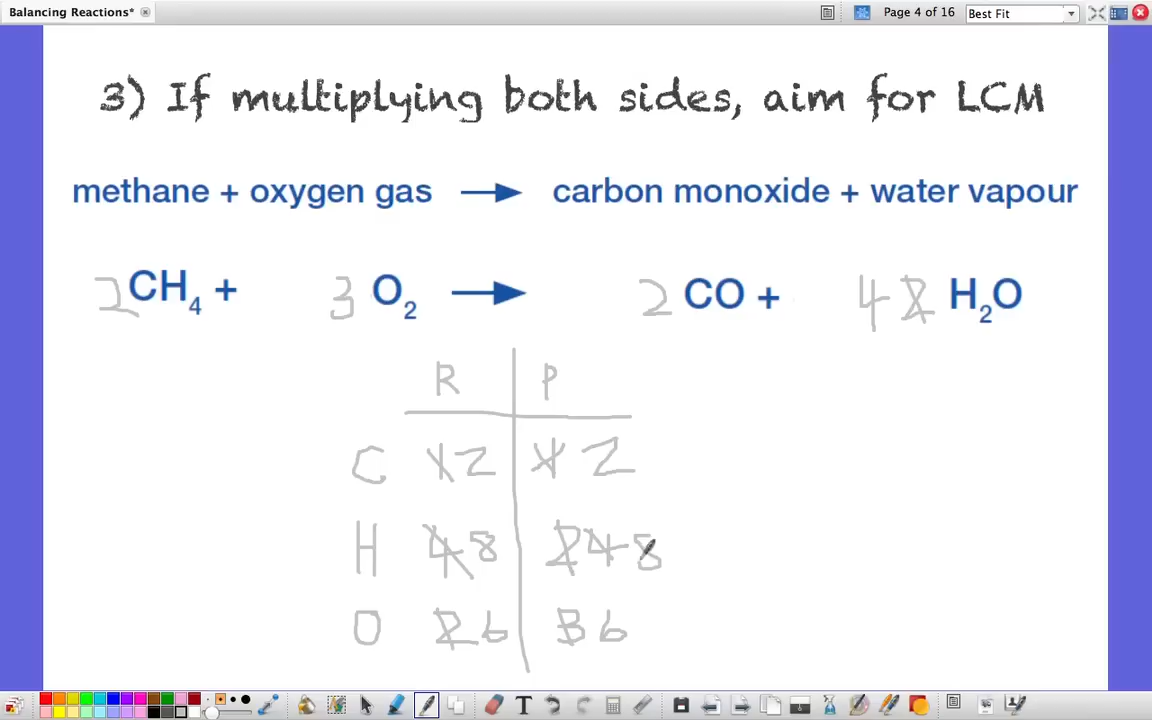 Balancing Reactions*
Page 4 of 16
Best Fit
3) If multiplying both sides, aim for LCM
methane + oxygen gas → carbon monoxide + water vapour
2CH₄ + 3 O₂ → 2 CO + 4 2 H₂O
R P
C 1 2 1 2
H 4 8 2 4 8
O 2 6 3 6
T